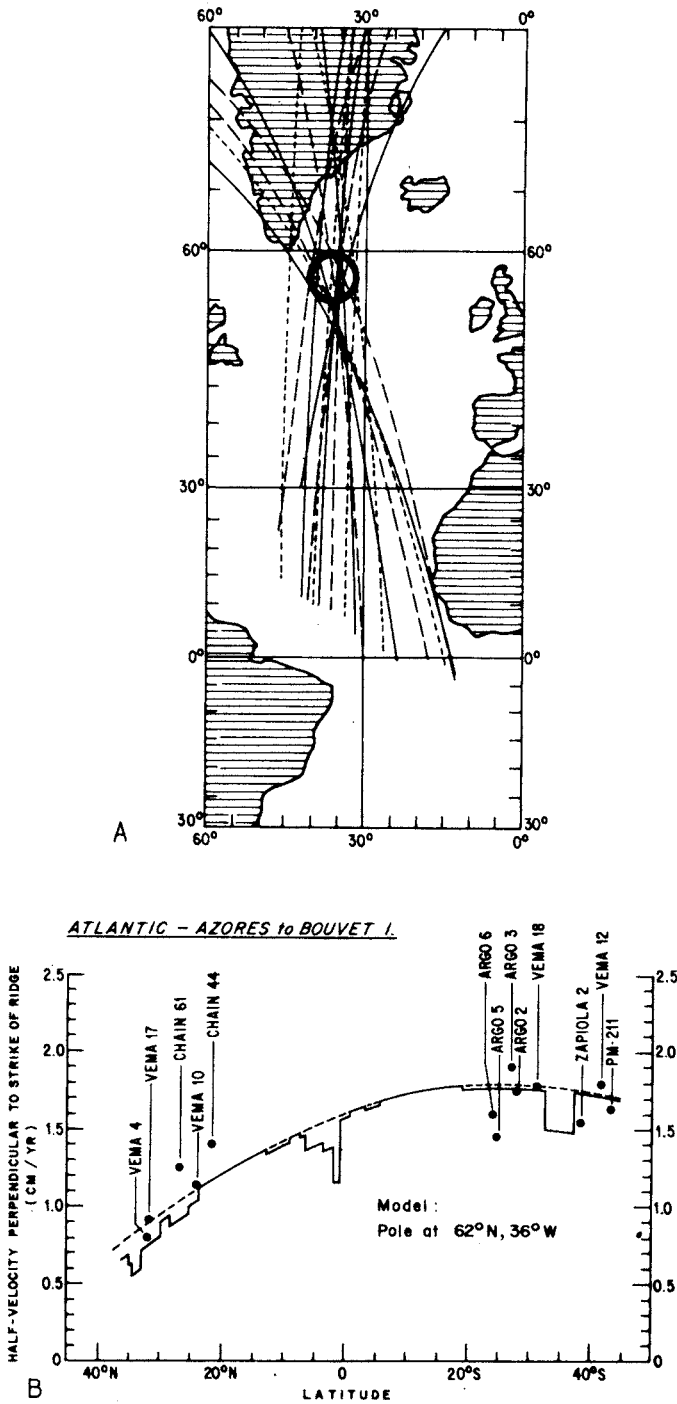 60° 30° 0°
60° 60°
30° 30°
0° 0°
30° 30°
60° 30° 0°
A
ATLANTIC – AZORES to BOUVET I.
HALF-VELOCITY PERPENDICULAR TO STRIKE OF RIDGE
(CM / YR)
2.5 2.5
2.0 2.0
1.5 1.5
1.0 1.0
0.5 0.5
0 0
VEMA 4
VEMA 17
CHAIN 61
VEMA 10
CHAIN 44
ARGO 6
ARGO 5
ARGO 3
ARGO 2
VEMA 18
ZAPIOLA 2
VEMA 12
PM-211
Model :
Pole at 62°N, 36°W
40°N 20°N 0 20°S 40°S
LATITUDE
B